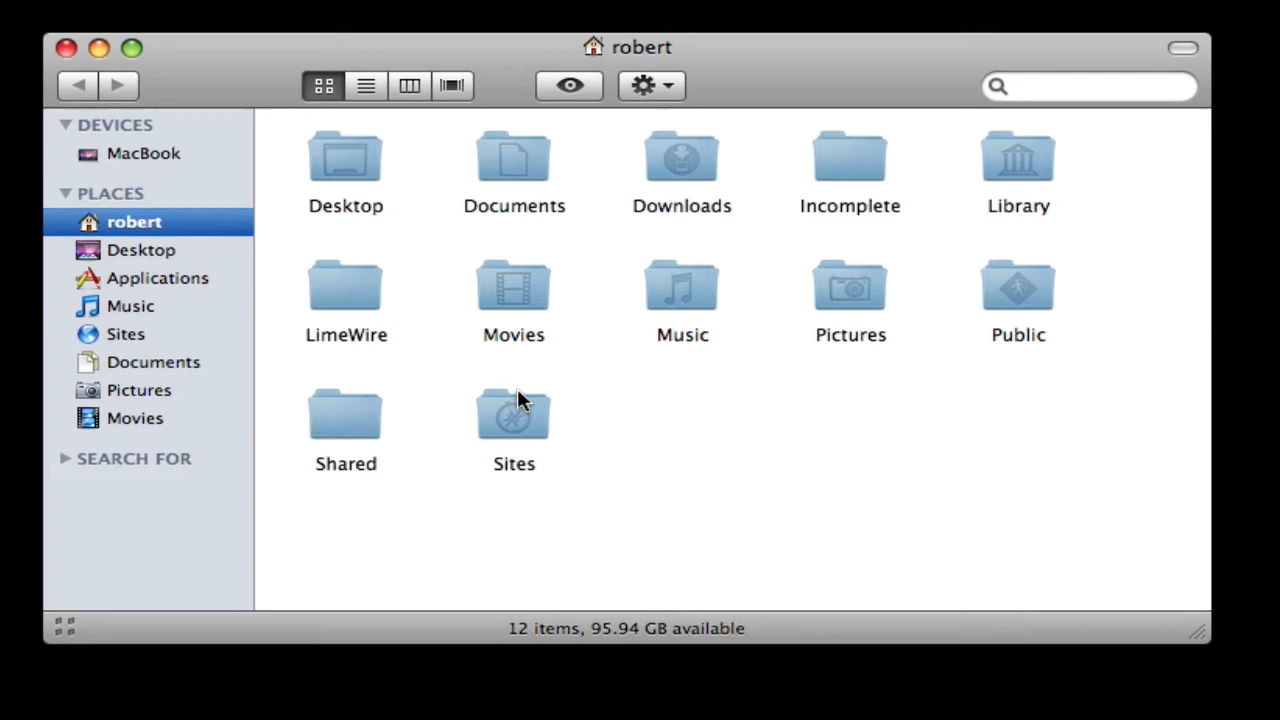 robert
DEVICES
MacBook
PLACES
robert
Desktop
Applications
Music
Sites
Documents
Pictures
Movies
SEARCH FOR
Desktop Documents Downloads Incomplete Library
LimeWire Movies Music Pictures Public
Shared Sites
12 items, 95.94 GB available